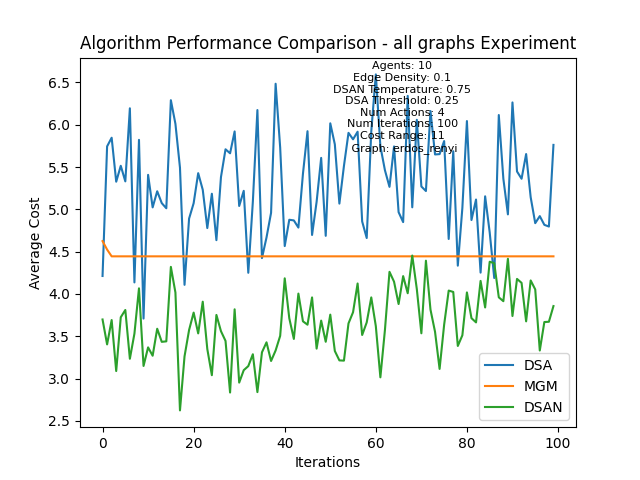 Algorithm Performance Comparison - all graphs Experiment
Agents: 10
Edge Density: 0.1
DSAN Temperature: 0.75
DSA Threshold: 0.25
Num Actions: 4
Num Iterations: 100
Cost Range: 11
Graph: erdos_renyi
6.5
6.0
5.5
5.0
4.5
4.0
3.5
3.0
2.5
Average Cost
DSA
MGM
DSAN
0
20
40
60
80
100
Iterations